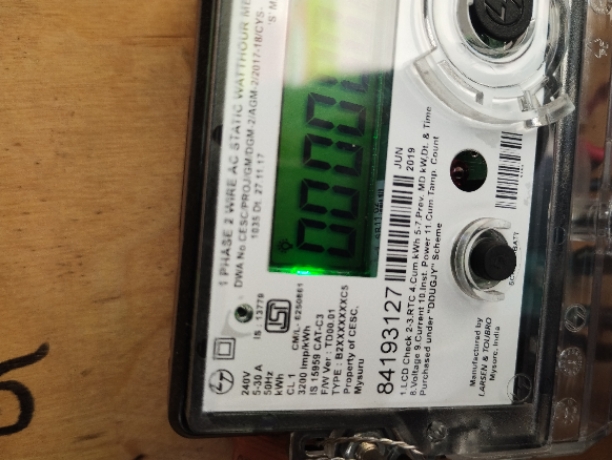 1 PHASE 2 WIRE AC STATIC WATTHOUR ME
DWA No.CESC/PROJ/GM/DGM-2/AGM-2/2017-18/CYS-
1035 Dt. 27 11 17
'S' M
IS : 13779
CM/L- 6250861
0000
240V
5-30 A
50Hz
kWh
CL 1
3200 imp/kWh
IS 15959 CAT-C3
F/W Ver : TD00.01
TYPE : B2XXXXXXXC5
Property of CESC,
Mysuru
84193127
JUN
2019
1.LCD Check 2-3.RTC 4.Cum kWh 5-7.Prev. MD kW,Dt. & Time
8.Voltage 9.Current 10.Inst. Power 11.Cum Tamp. Count
Purchased under "DDUGJY" Scheme
Manufactured by
LARSEN & TOUBRO
Mysore, India